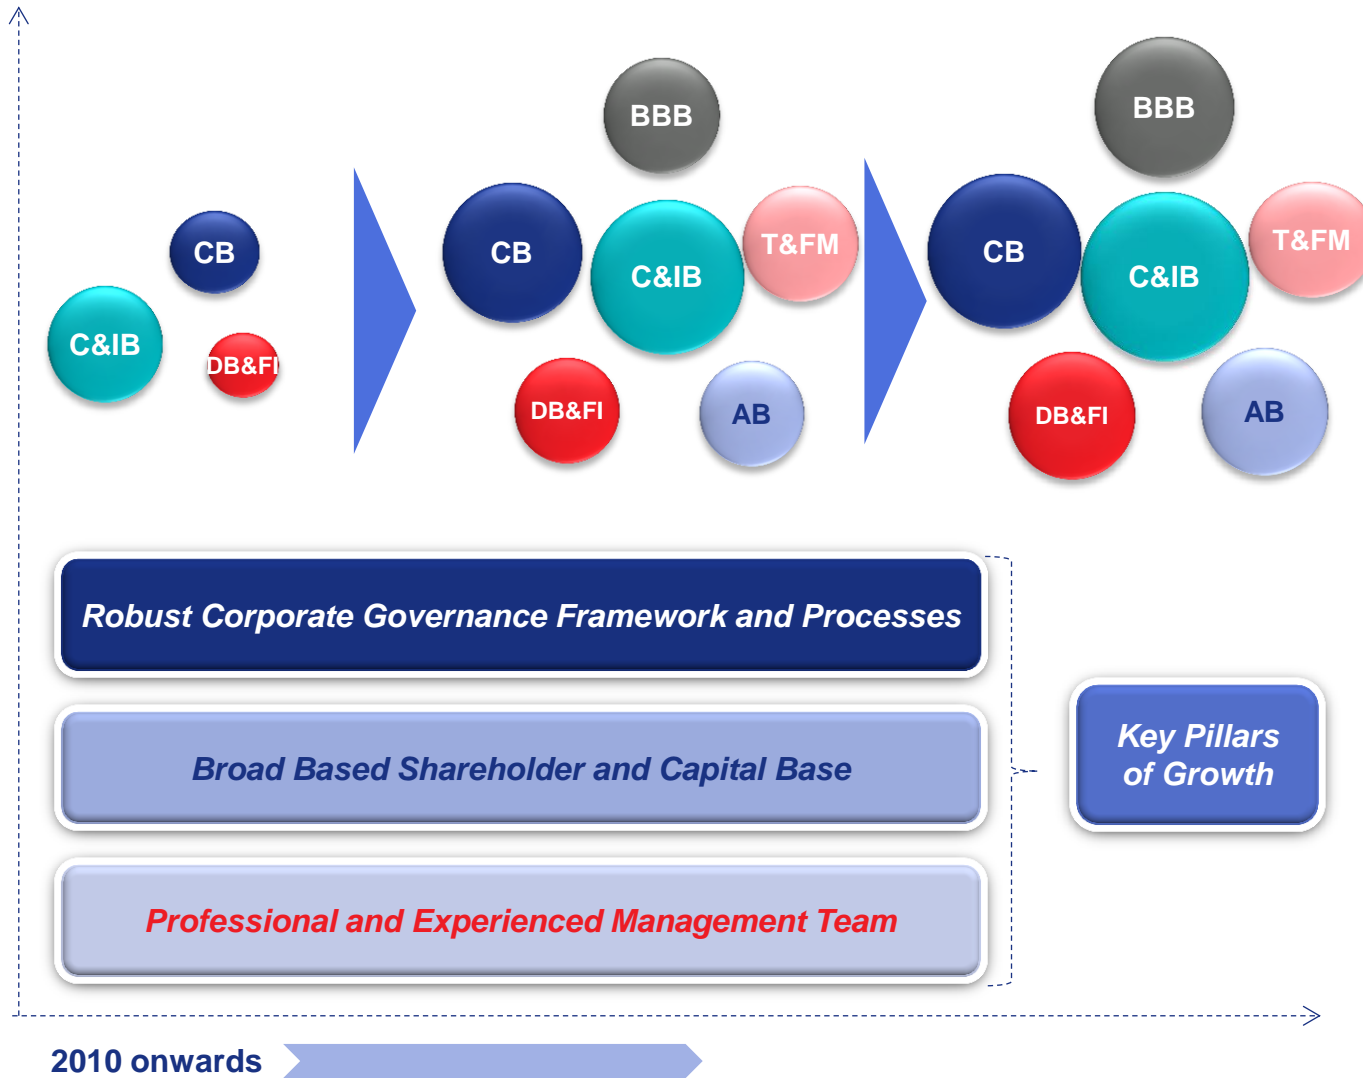 CB
C&IB
DB&FI
BBB
CB
C&IB
T&FM
DB&FI
AB
BBB
CB
C&IB
T&FM
DB&FI
AB
Robust Corporate Governance Framework and Processes
Broad Based Shareholder and Capital Base
Professional and Experienced Management Team
Key Pillars
of Growth
2010 onwards